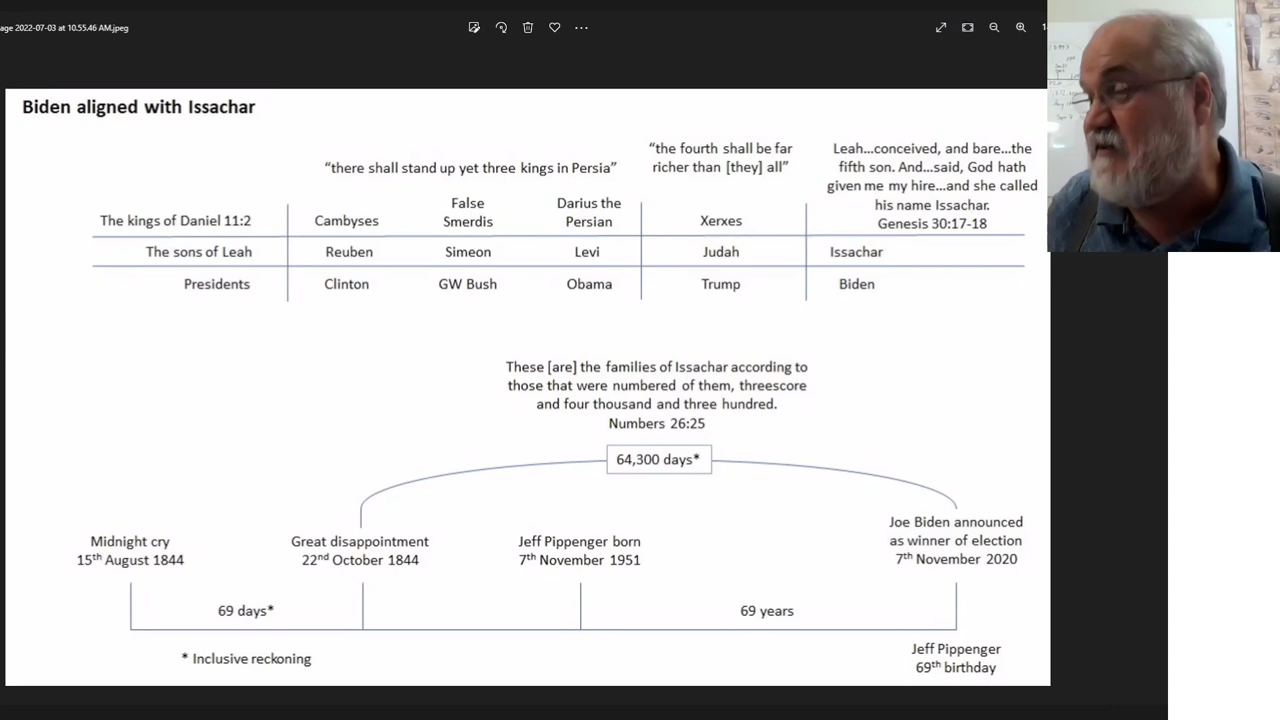 age 2022-07-03 at 10.55.46 AM.jpeg
Biden aligned with Issachar
"there shall stand up yet three kings in Persia"
"the fourth shall be far
richer than [they] all"
Leah...conceived, and bare...the
fifth son. And...said, God hath
given me my hire...and she called
his name Issachar.
Genesis 30:17-18
The kings of Daniel 11:2
Cambyses
False
Smerdis
Darius the
Persian
Xerxes
The sons of Leah
Reuben
Simeon
Levi
Judah
Issachar
Presidents
Clinton
GW Bush
Obama
Trump
Biden
These [are] the families of Issachar according to
those that were numbered of them, threescore
and four thousand and three hundred.
Numbers 26:25
64,300 days*
Midnight cry
15th August 1844
Great disappointment
22nd October 1844
Jeff Pippenger born
7th November 1951
Joe Biden announced
as winner of election
7th November 2020
69 days*
69 years
* Inclusive reckoning
Jeff Pippenger
69th birthday